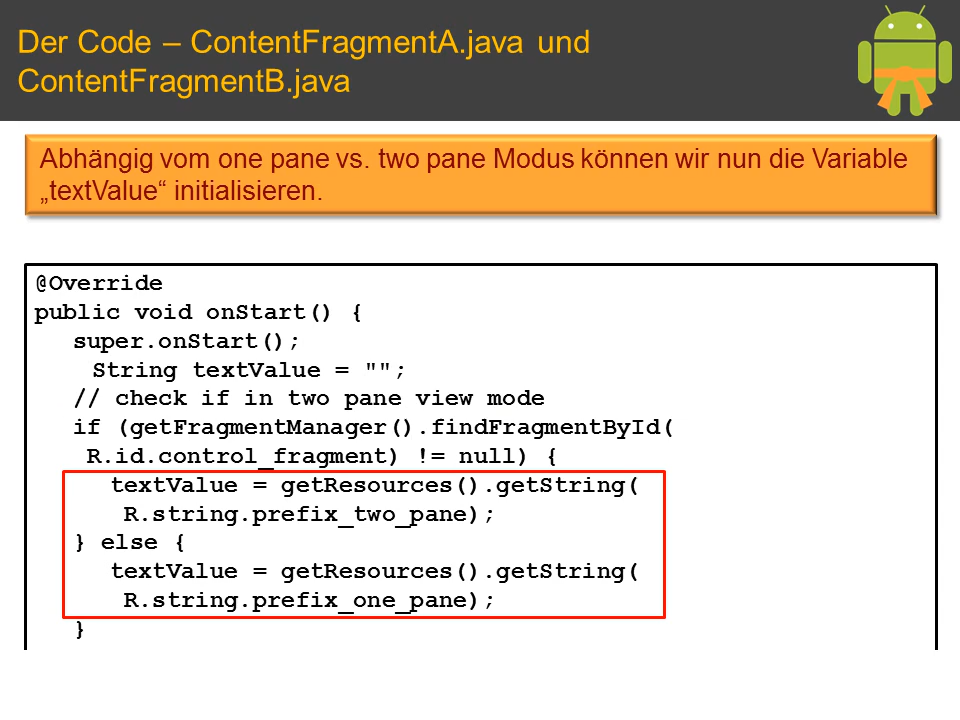 Der Code – ContentFragmentA.java und
ContentFragmentB.java
Abhängig vom one pane vs. two pane Modus können wir nun die Variable
„textValue“ initialisieren.
@Override
public void onStart() {
super.onStart();
String textValue = "";
// check if in two pane view mode
if (getFragmentManager().findFragmentById(
R.id.control_fragment) != null) {
textValue = getResources().getString(
R.string.prefix_two_pane);
} else {
textValue = getResources().getString(
R.string.prefix_one_pane);
}